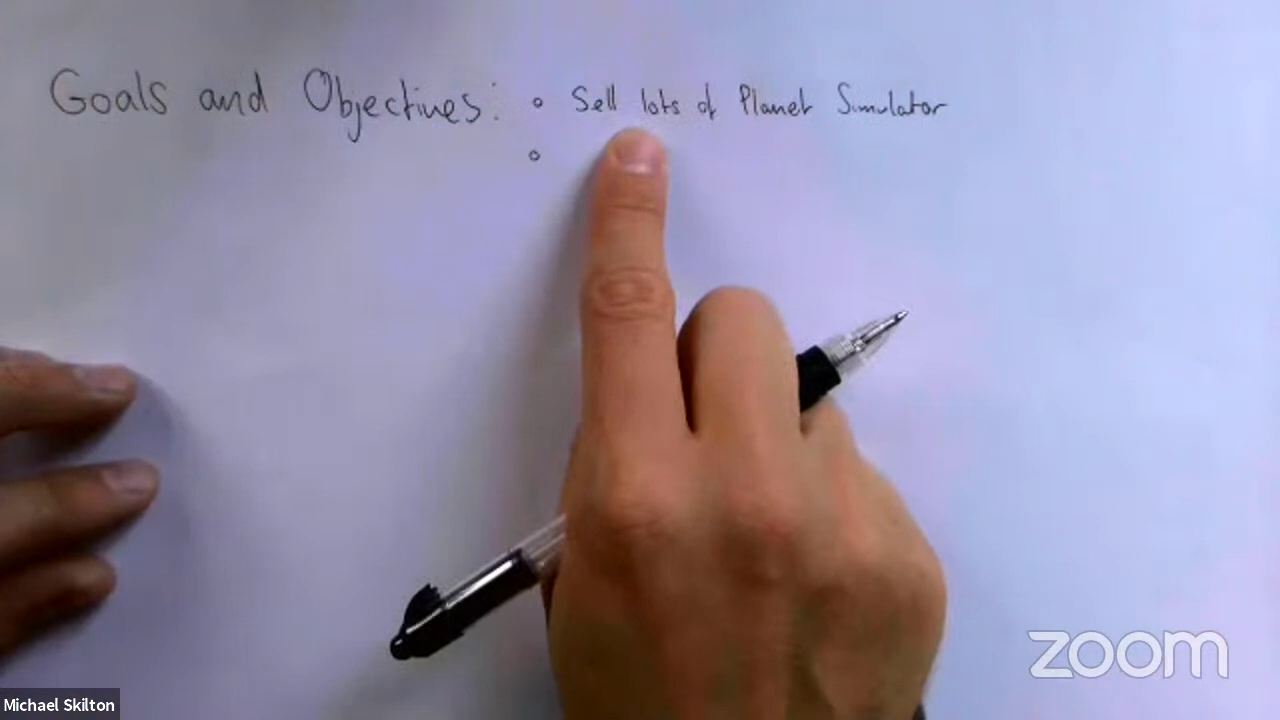 Goals and Objectives: ∘ Sell lots of Planet Simulator
∘
zoom
Michael Skilton